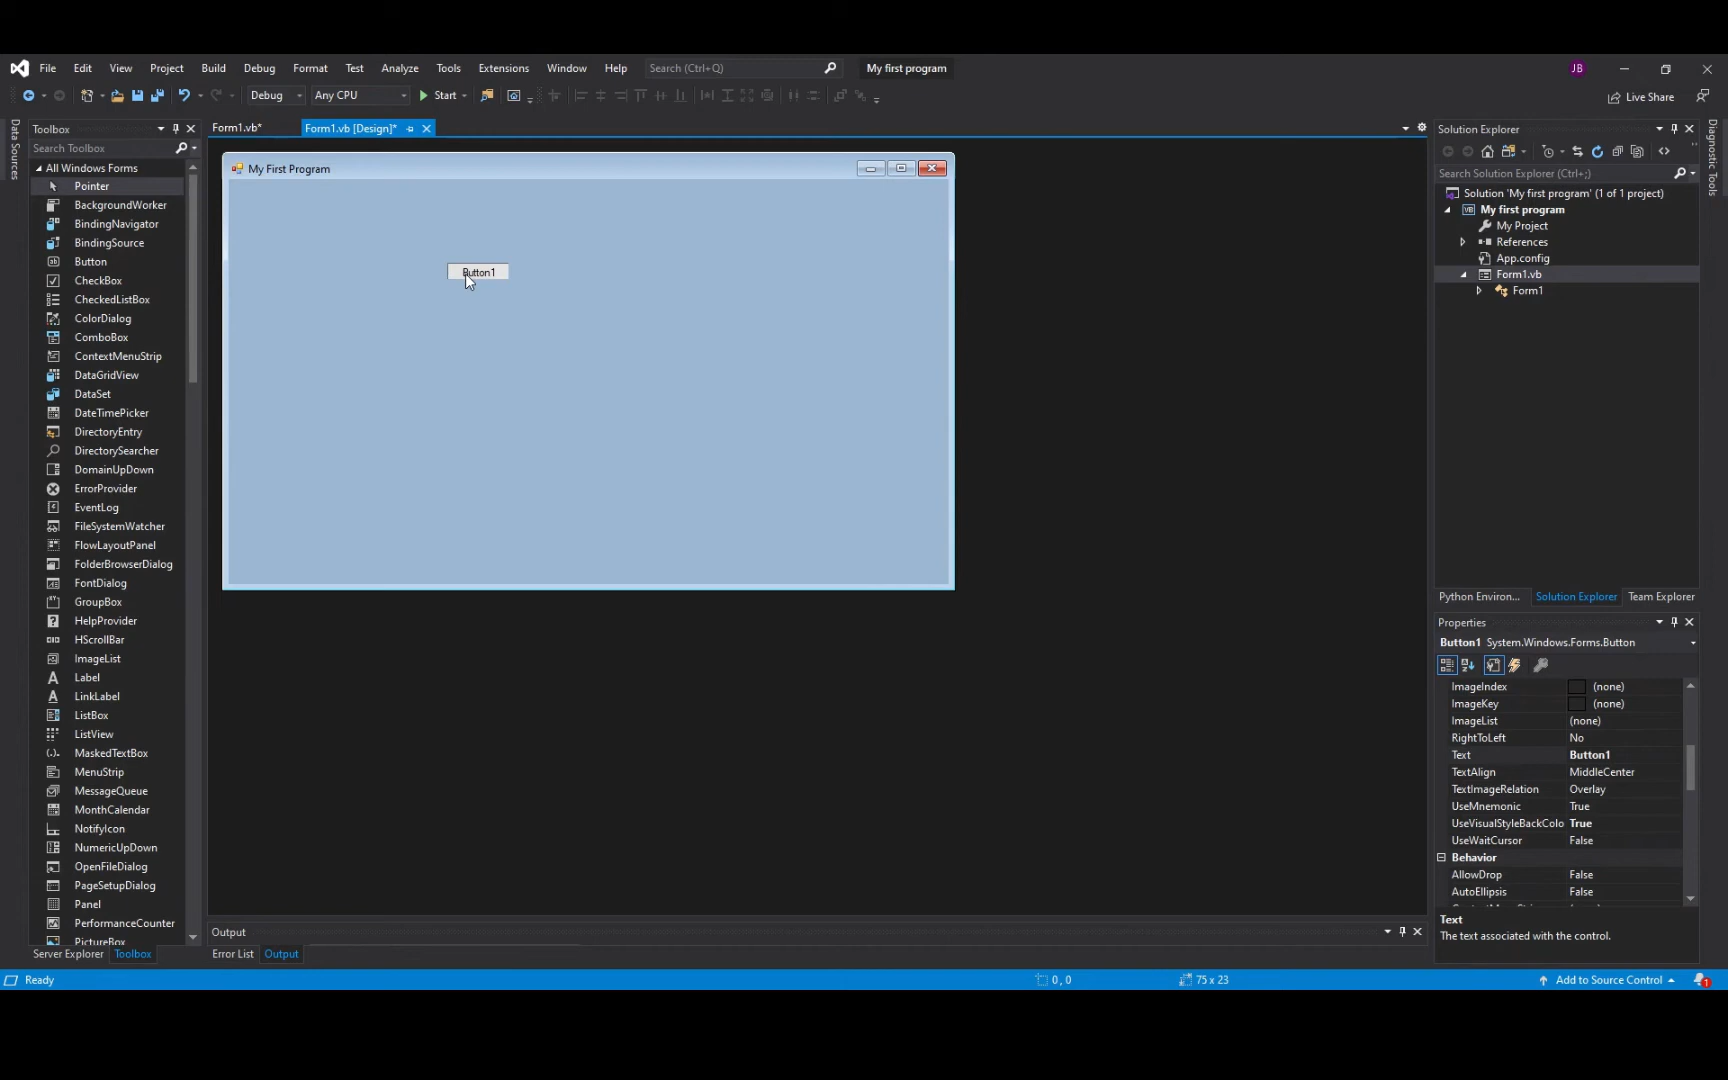 File Edit View Project Build Debug Format Test Analyze Tools Extensions Window Help Search (Ctrl+Q) My first program JB
Debug Any CPU Start Live Share
Data Sources
Toolbox
Search Toolbox
All Windows Forms
Pointer
BackgroundWorker
BindingNavigator
BindingSource
Button
CheckBox
CheckedListBox
ColorDialog
ComboBox
ContextMenuStrip
DataGridView
DataSet
DateTimePicker
DirectoryEntry
DirectorySearcher
DomainUpDown
ErrorProvider
EventLog
FileSystemWatcher
FlowLayoutPanel
FolderBrowserDialog
FontDialog
GroupBox
HelpProvider
HScrollBar
ImageList
Label
LinkLabel
ListBox
ListView
MaskedTextBox
MenuStrip
MessageQueue
MonthCalendar
NotifyIcon
NumericUpDown
OpenFileDialog
PageSetupDialog
Panel
PerformanceCounter
PictureBox
Server Explorer Toolbox
Form1.vb* Form1.vb [Design]*
My First Program
Button1
Output
Error List Output
Solution Explorer
Search Solution Explorer (Ctrl+;)
Solution 'My first program' (1 of 1 project)
My first program
My Project
References
App.config
Form1.vb
Form1
Python Environ... Solution Explorer Team Explorer
Properties
Button1 System.Windows.Forms.Button
ImageIndex (none)
ImageKey (none)
ImageList (none)
RightToLeft No
Text Button1
TextAlign MiddleCenter
TextImageRelation Overlay
UseMnemonic True
UseVisualStyleBackColo True
UseWaitCursor False
Behavior
AllowDrop False
AutoEllipsis False
Text
The text associated with the control.
Diagnostic Tools
Ready 0 , 0 75 x 23 Add to Source Control 1